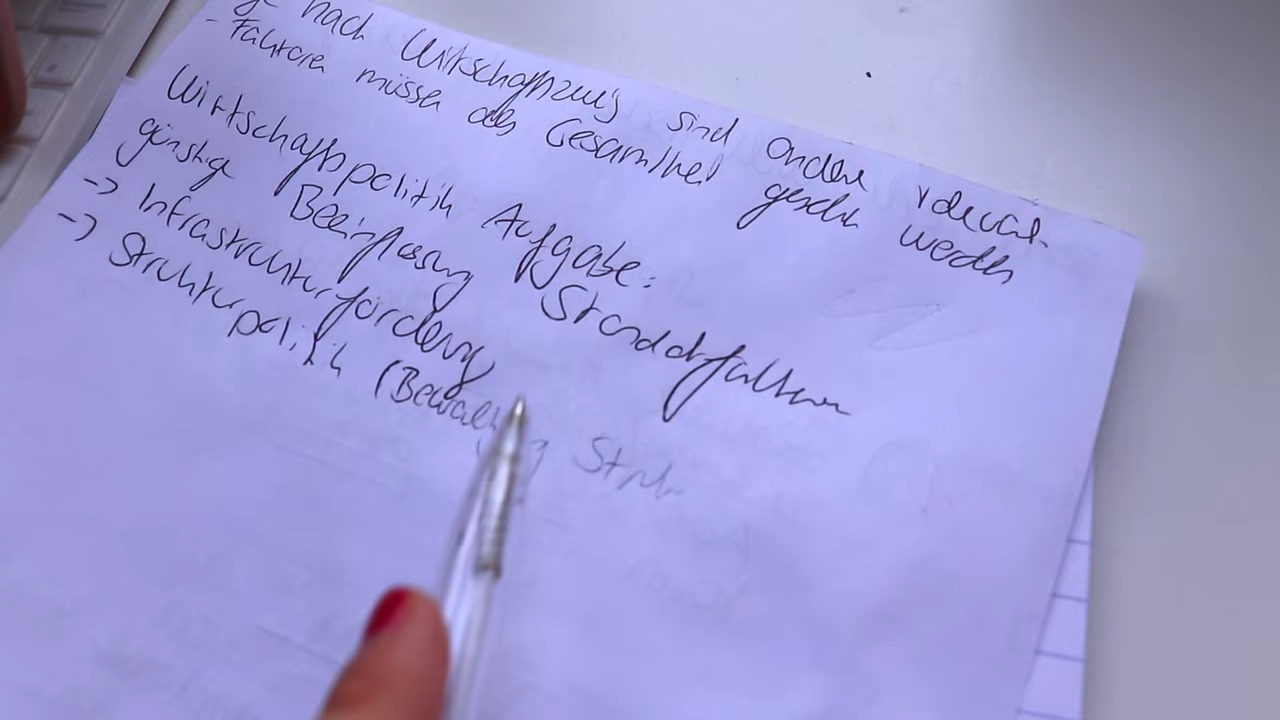 je nach Wirtschaftszweig sind andere relevant.
- Faktoren müssen als Gesamtheit gesehen werden
Wirtschaftspolitik Aufgabe:
günstige Beeinflussung Standortfaktoren
-> Infrastrukturförderung
-> Strukturpolitik (Bewältigung